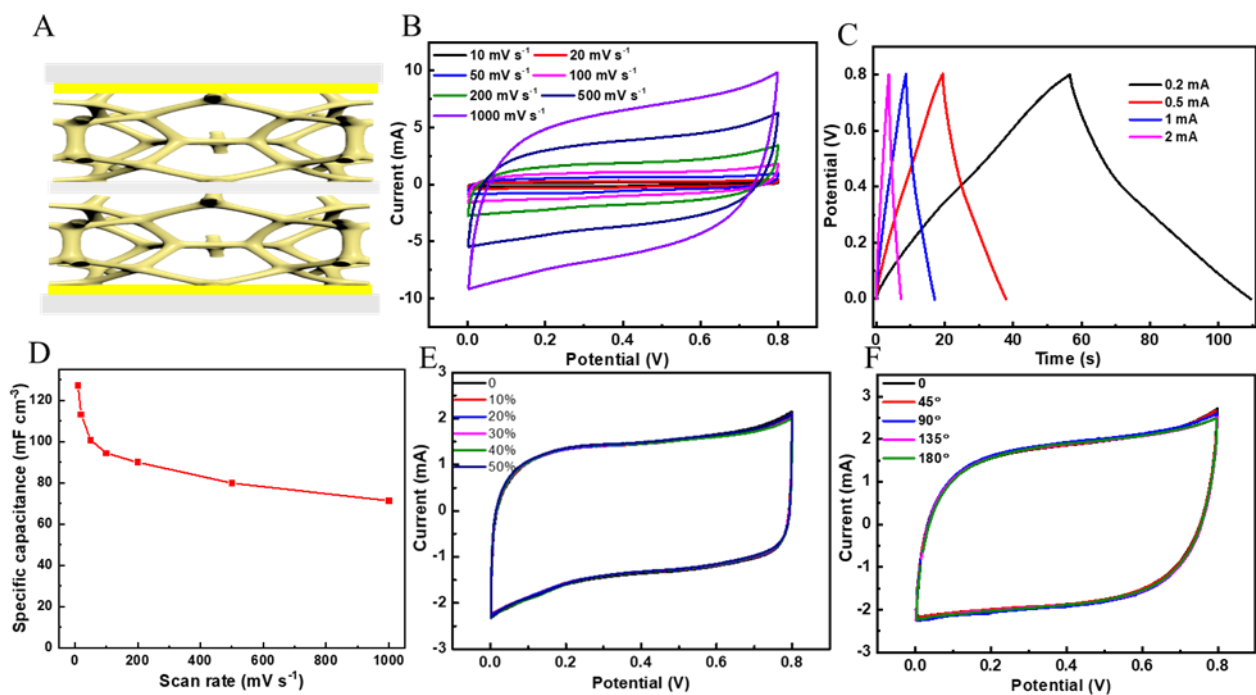 A
B
10 mV s⁻¹ 20 mV s⁻¹
50 mV s⁻¹ 100 mV s⁻¹
200 mV s⁻¹ 500 mV s⁻¹
1000 mV s⁻¹
10
5
0
-5
-10
Current (mA)
0.0 0.2 0.4 0.6 0.8
Potential (V)
C
0.2 mA
0.5 mA
1 mA
2 mA
0.8
0.6
0.4
0.2
0.0
Potential (V)
0 20 40 60 80 100
Time (s)
D
120
100
80
60
40
20
0
Specific capacitance (mF cm⁻³)
0 200 400 600 800 1000
Scan rate (mV s⁻¹)
E
0
10%
20%
30%
40%
50%
3
2
1
0
-1
-2
-3
Current (mA)
0.0 0.2 0.4 0.6 0.8
Potential (V)
F
0
45°
90°
135°
180°
3
2
1
0
-1
-2
-3
Current (mA)
0.0 0.2 0.4 0.6 0.8
Potential (V)